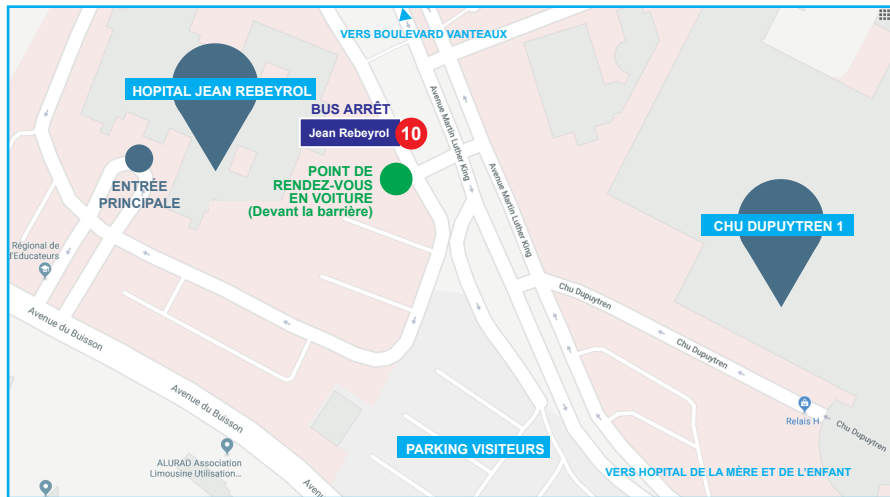 VERS BOULEVARD VANTEAUX
HOPITAL JEAN REBEYROL
BUS ARRÊT
Jean Rebeyrol 10
Avenue Martin Luther King
Avenue Martin Luther King
ENTRÉE
PRINCIPALE
POINT DE
RENDEZ-VOUS
EN VOITURE
(Devant la barrière)
CHU DUPUYTREN 1
Régional de
l'Educateurs
Chu Dupuytren
Avenue du Buisson
Chu Dupuytren
Avenue du Buisson
Relais H
Chu Dupuytren
PARKING VISITEURS
ALURAD Association
Limousine Utilisation...
VERS HOPITAL DE LA MÈRE ET DE L'ENFANT